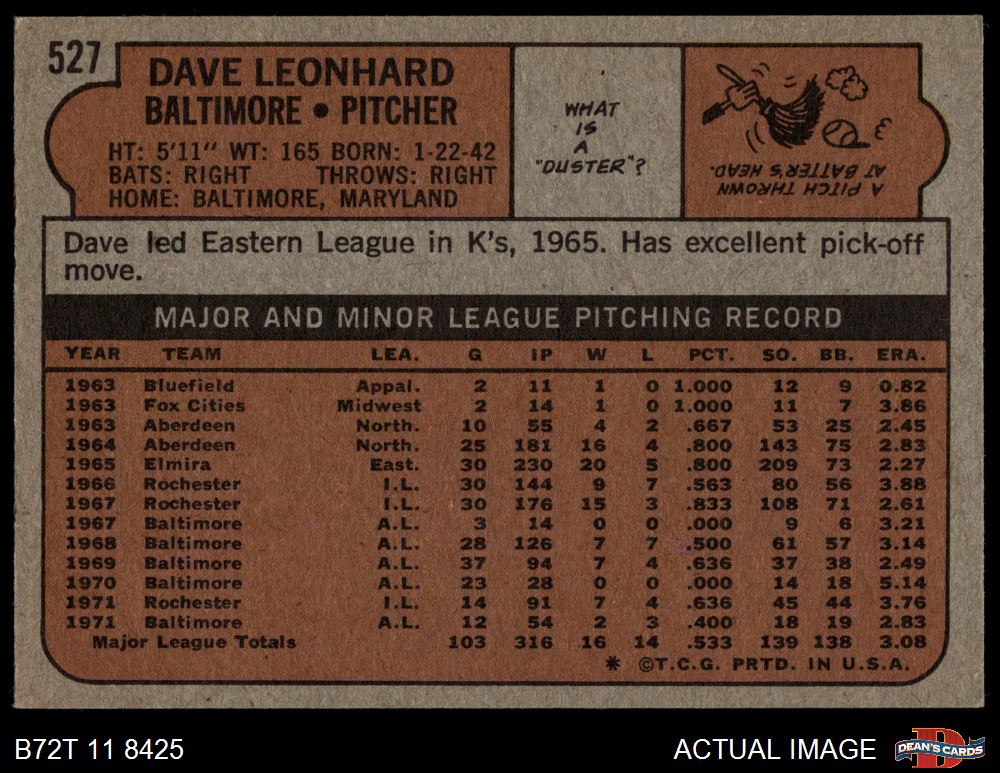 527
DAVE LEONHARD
BALTIMORE • PITCHER
HT: 5'11" WT: 165 BORN: 1-22-42
BATS: RIGHT THROWS: RIGHT
HOME: BALTIMORE, MARYLAND
WHAT
IS
A
"DUSTER"?
A PITCH THROWN
AT BATTER'S HEAD.
Dave led Eastern League in K's, 1965. Has excellent pick-off
move.
MAJOR AND MINOR LEAGUE PITCHING RECORD
YEAR TEAM LEA. G IP W L PCT. SO. BB. ERA.
1963 Bluefield Appal. 2 11 1 0 1.000 12 9 0.82
1963 Fox Cities Midwest 2 14 1 0 1.000 11 7 3.86
1963 Aberdeen North. 10 55 4 2 .667 53 25 2.45
1964 Aberdeen North. 25 181 16 4 .800 143 75 2.83
1965 Elmira East. 30 230 20 5 .800 209 73 2.27
1966 Rochester I.L. 30 144 9 7 .563 80 56 3.88
1967 Rochester I.L. 30 176 15 3 .833 108 71 2.61
1967 Baltimore A.L. 3 14 0 0 .000 9 6 3.21
1968 Baltimore A.L. 28 126 7 7 .500 61 57 3.14
1969 Baltimore A.L. 37 94 7 4 .636 37 38 2.49
1970 Baltimore A.L. 23 28 0 0 .000 14 18 5.14
1971 Rochester I.L. 14 91 7 4 .636 45 44 3.76
1971 Baltimore A.L. 12 54 2 3 .400 18 19 2.83
Major League Totals 103 316 16 14 .533 139 138 3.08
* ©T.C.G. PRTD. IN U.S.A.
B72T 11 8425
ACTUAL IMAGE
D
DEAN'S CARDS